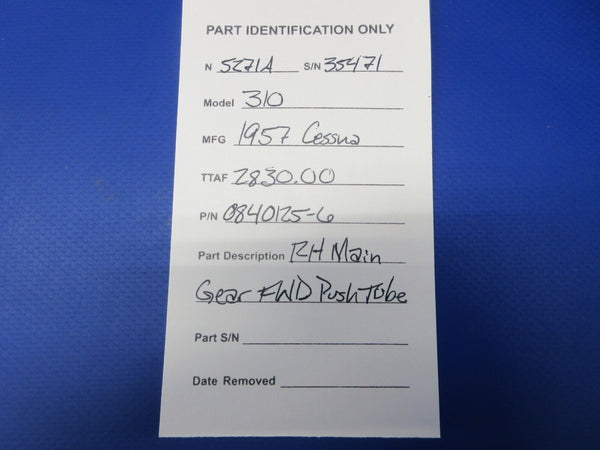 PART IDENTIFICATION ONLY
N 5271A S/N 35471
Model 310
MFG 1957 Cessna
TTAF 2830.00
P/N 0840125-6
Part Description RH Main
Gear FWD Push Tube
Part S/N
Date Removed